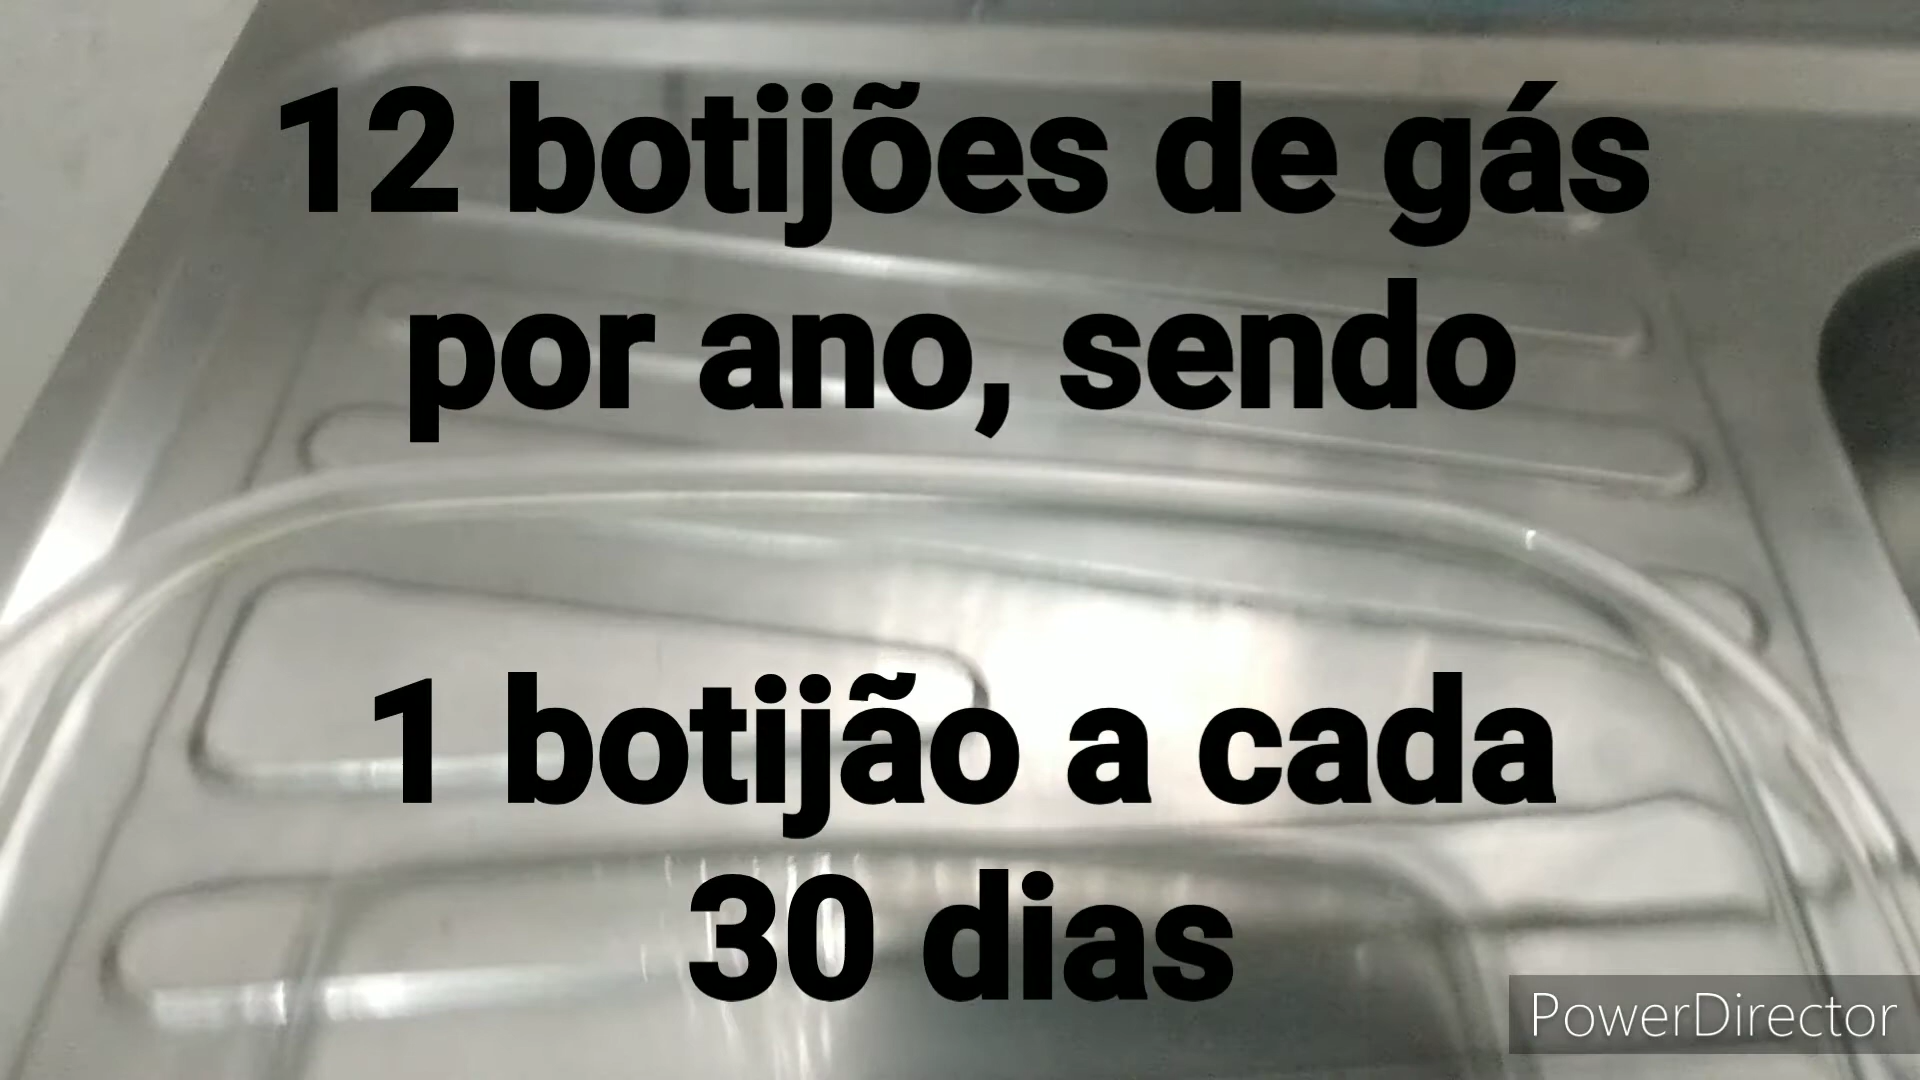 12 botijões de gás
por ano, sendo
1 botijão a cada
30 dias
PowerDirector